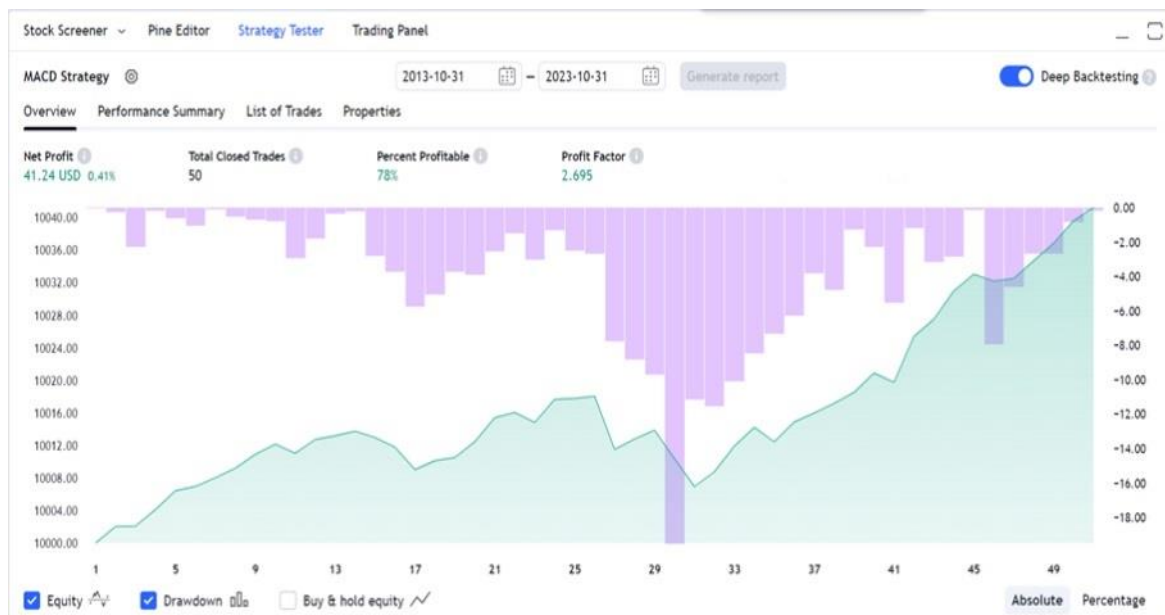 Stock Screener Pine Editor Strategy Tester Trading Panel
MACD Strategy 2013-10-31 – 2023-10-31 Generate report Deep Backtesting
Overview Performance Summary List of Trades Properties
Net Profit Total Closed Trades Percent Profitable Profit Factor
41.24 USD 0.41% 50 78% 2.695
10040.00 0.00
10036.00 −2.00
10032.00 −4.00
10028.00 −6.00
10024.00 −8.00
10020.00 −10.00
10016.00 −12.00
10012.00 −14.00
10008.00 −16.00
10004.00 −18.00
10000.00
1 5 9 13 17 21 25 29 33 37 41 45 49
Equity Drawdown Buy & hold equity Absolute Percentage